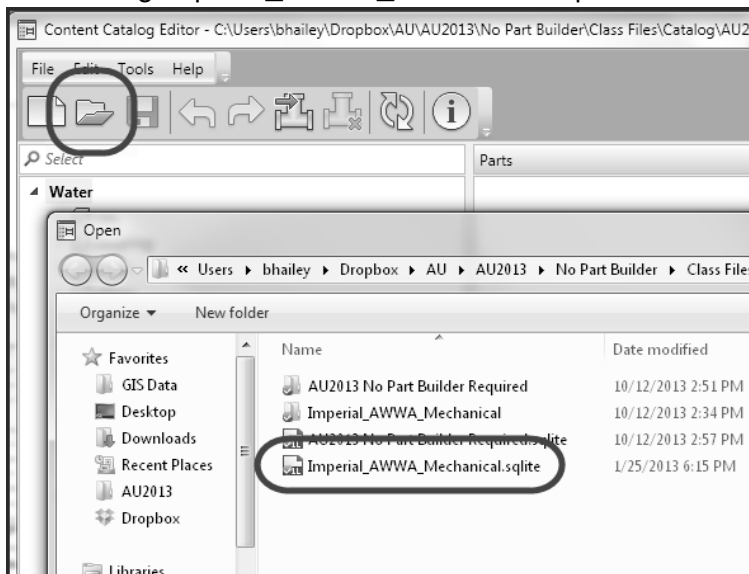 Content Catalog Editor - C:\Users\bhailey\Dropbox\AU\AU2013\No Part Builder\Class Files\Catalog\AU2
File Edit Tools Help
Select
Parts
Water
Open
« Users ▸ bhailey ▸ Dropbox ▸ AU ▸ AU2013 ▸ No Part Builder ▸ Class File
Organize New folder
Favorites
GIS Data
Desktop
Downloads
Recent Places
AU2013
Dropbox
Libraries
Name Date modified
AU2013 No Part Builder Required 10/12/2013 2:51 PM
Imperial_AWWA_Mechanical 10/12/2013 2:34 PM
AU2013 No Part Builder Required.sqlite 10/12/2013 2:57 PM
Imperial_AWWA_Mechanical.sqlite 1/25/2013 6:15 PM